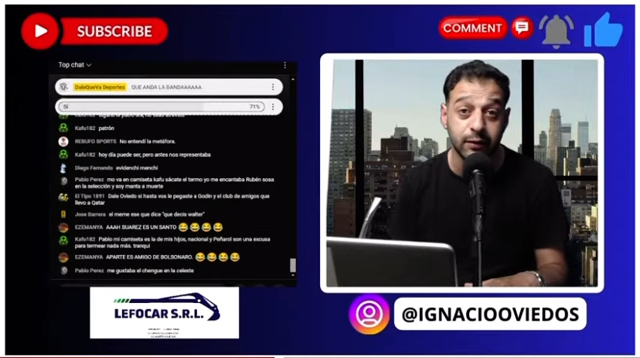 SUBSCRIBE
COMMENT
Top chat
DaleQueVa Deportes QUE ANDA LA BANDAAAAAA
Si 71%
Kafu182 patrón
REBUFO SPORTS No entendí la metáfora.
Kafu182 hoy día puede ser, pero antes nos representaba
Diego Fernando evidenchi menchi
Pablo Perez mo va en camiseta kafu sácate el termo yo me encantaba Rubén sosa
en la selección y soy manta a muerte
El Tips 1891 Dale Oviedo si hasta vos le pegaste a Godin y el club de amigos que
llevo a Qatar
Jose Barrera el meme ese que dice "que decis walter"
EZEMANYA AAAH SUAREZ ES UN SANTO 😂😂😂😂
Kafu182 Pablo mi camiseta es la de mis hijos, nacional y Peñarol son una excusa
para termear nada más. tranqui
EZEMANYA APARTE ES AMIGO DE BOLSONARO. 😂😂😂😂
Pablo Perez me gustaba el chengue en la celeste
LEFOCAR S.R.L.
@IGNACIOOVIEDOS